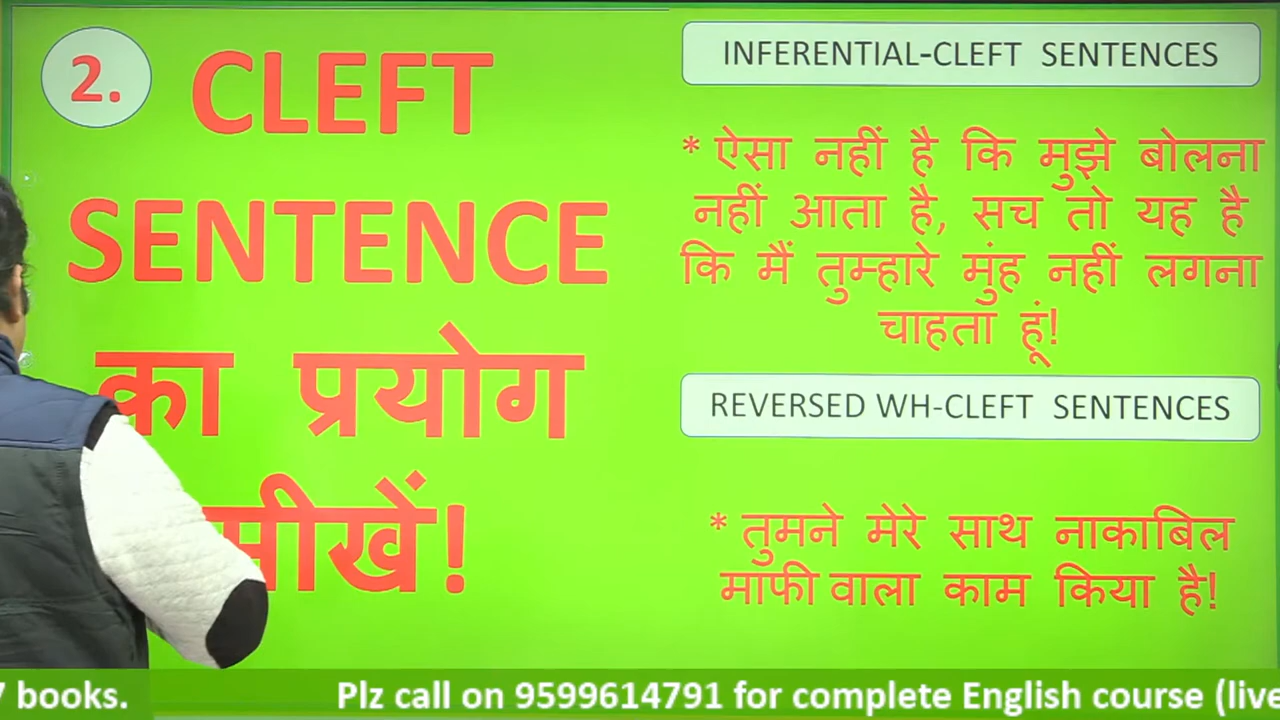 2. CLEFT
SENTENCE
का प्रयोग
INFERENTIAL-CLEFT SENTENCES
* ऐसा नहीं है कि मुझे बोलना
नहीं आता है, सच तो यह है
कि मैं तुम्हारे मुंह नहीं लगना
चाहता हूं!
REVERSED WH-CLEFT SENTENCES
* तुमने मेरे साथ नाकाबिल
माफी वाला काम किया है!
books. Plz call on 9599614791 for complete English course (live